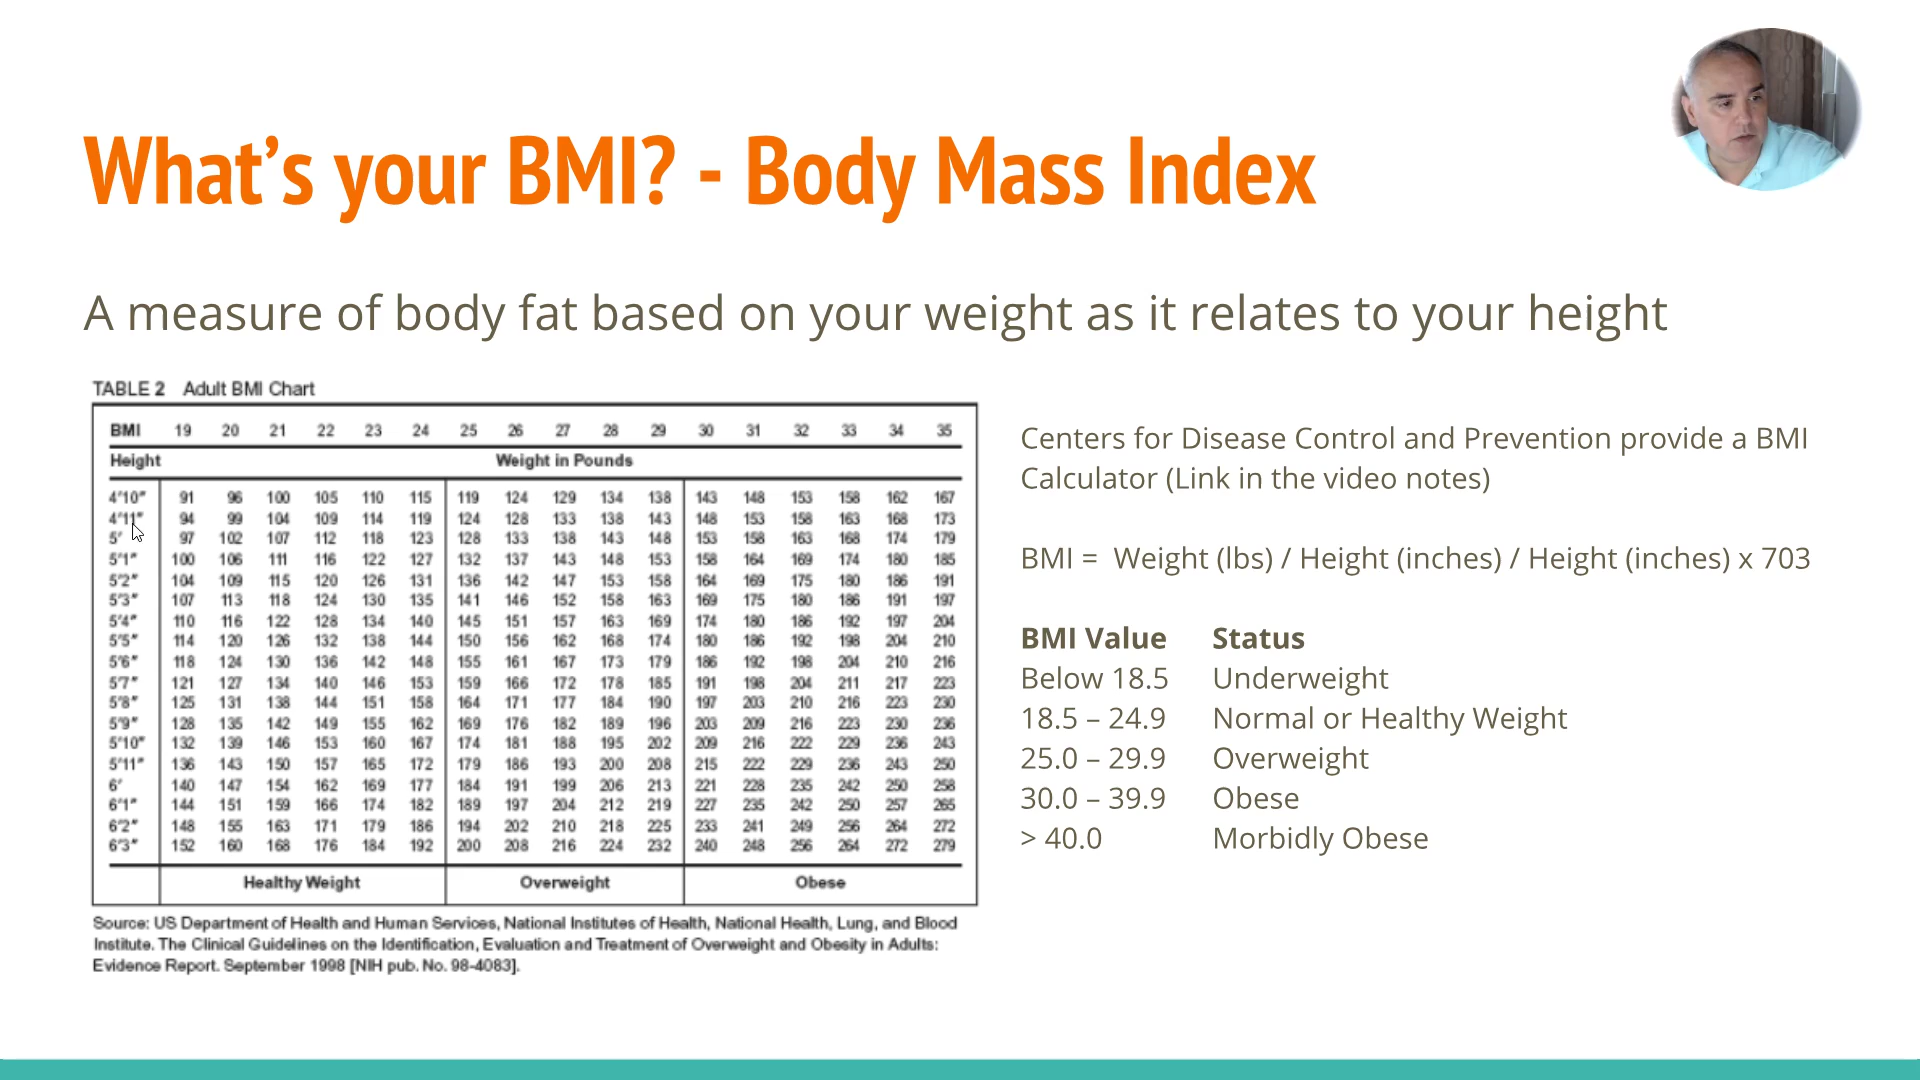 What's your BMI? - Body Mass Index
A measure of body fat based on your weight as it relates to your height
TABLE 2 Adult BMI Chart
BMI 19 20 21 22 23 24 25 26 27 28 29 30 31 32 33 34 35
Height Weight in Pounds
4'10" 91 96 100 105 110 115 119 124 129 134 138 143 148 153 158 162 167
4'11" 94 99 104 109 114 119 124 128 133 138 143 148 153 158 163 168 173
5' 97 102 107 112 118 123 128 133 138 143 148 153 158 163 168 174 179
5'1" 100 106 111 116 122 127 132 137 143 148 153 158 164 169 174 180 185
5'2" 104 109 115 120 126 131 136 142 147 153 158 164 169 175 180 186 191
5'3" 107 113 118 124 130 135 141 146 152 158 163 169 175 180 186 191 197
5'4" 110 116 122 128 134 140 145 151 157 163 169 174 180 186 192 197 204
5'5" 114 120 126 132 138 144 150 156 162 168 174 180 186 192 198 204 210
5'6" 118 124 130 136 142 148 155 161 167 173 179 186 192 198 204 210 216
5'7" 121 127 134 140 146 153 159 166 172 178 185 191 198 204 211 217 223
5'8" 125 131 138 144 151 158 164 171 177 184 190 197 203 210 216 223 230
5'9" 128 135 142 149 155 162 169 176 182 189 196 203 209 216 223 230 236
5'10" 132 139 146 153 160 167 174 181 188 195 202 209 216 222 229 236 243
5'11" 136 143 150 157 165 172 179 186 193 200 208 215 222 229 236 243 250
6' 140 147 154 162 169 177 184 191 199 206 213 221 228 235 242 250 258
6'1" 144 151 159 166 174 182 189 197 204 212 219 227 235 242 250 257 265
6'2" 148 155 163 171 179 186 194 202 210 218 225 233 241 249 256 264 272
6'3" 152 160 168 176 184 192 200 208 216 224 232 240 248 256 264 272 279
Healthy Weight Overweight Obese
Source: US Department of Health and Human Services, National Institutes of Health, National Health, Lung, and Blood
Institute. The Clinical Guidelines on the Identification, Evaluation and Treatment of Overweight and Obesity in Adults:
Evidence Report. September 1998 [NIH pub. No. 98-4083].
Centers for Disease Control and Prevention provide a BMI
Calculator (Link in the video notes)
BMI = Weight (lbs) / Height (inches) / Height (inches) x 703
BMI Value Status
Below 18.5 Underweight
18.5 – 24.9 Normal or Healthy Weight
25.0 – 29.9 Overweight
30.0 – 39.9 Obese
> 40.0 Morbidly Obese